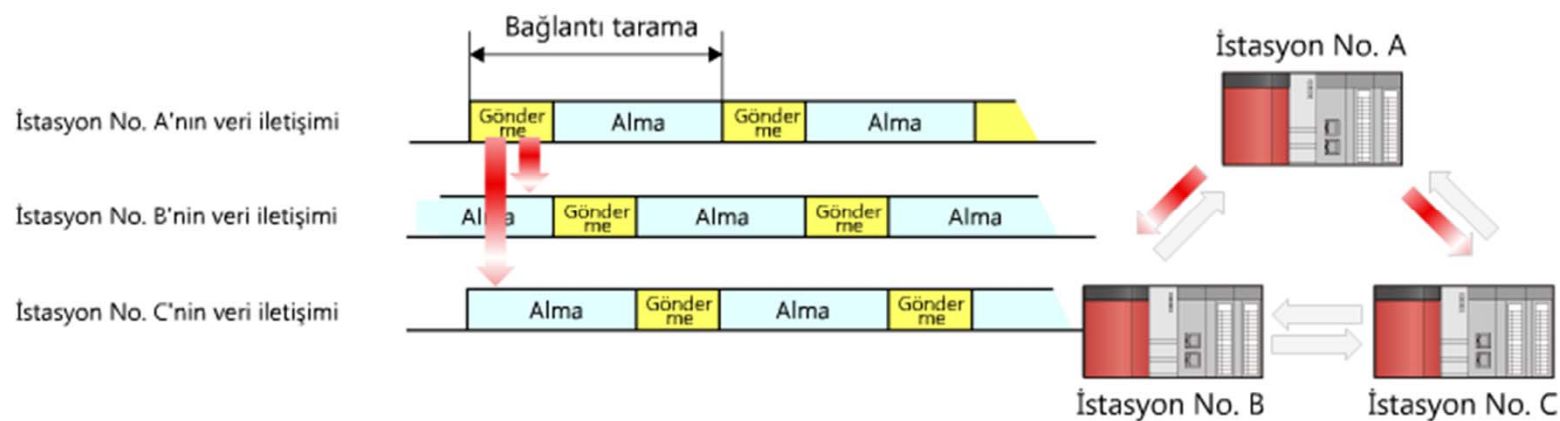 Bağlantı tarama
İstasyon No. A
İstasyon No. A'nın veri iletişimi
Gönder
me
Alma
Gönder
me
Alma
İstasyon No. B'nin veri iletişimi
Alma
Gönder
me
Alma
Gönder
me
Alma
İstasyon No. C'nin veri iletişimi
Alma
Gönder
me
Alma
Gönder
me
İstasyon No. B
İstasyon No. C